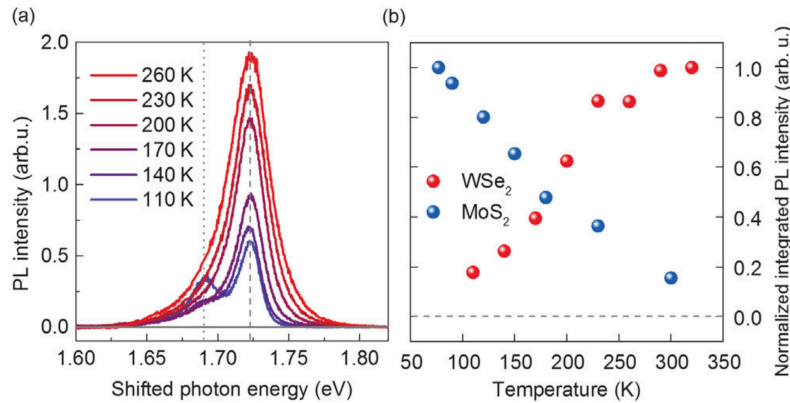 (a)
PL intensity (arb.u.)
2.0
1.5
1.0
0.5
0.0
260 K
230 K
200 K
170 K
140 K
110 K
1.60 1.65 1.70 1.75 1.80
Shifted photon energy (eV)
(b)
WSe₂
MoS₂
1.0
0.8
0.6
0.4
0.2
0.0
Normalized integrated PL intensity (arb. u.)
50 100 150 200 250 300 350
Temperature (K)